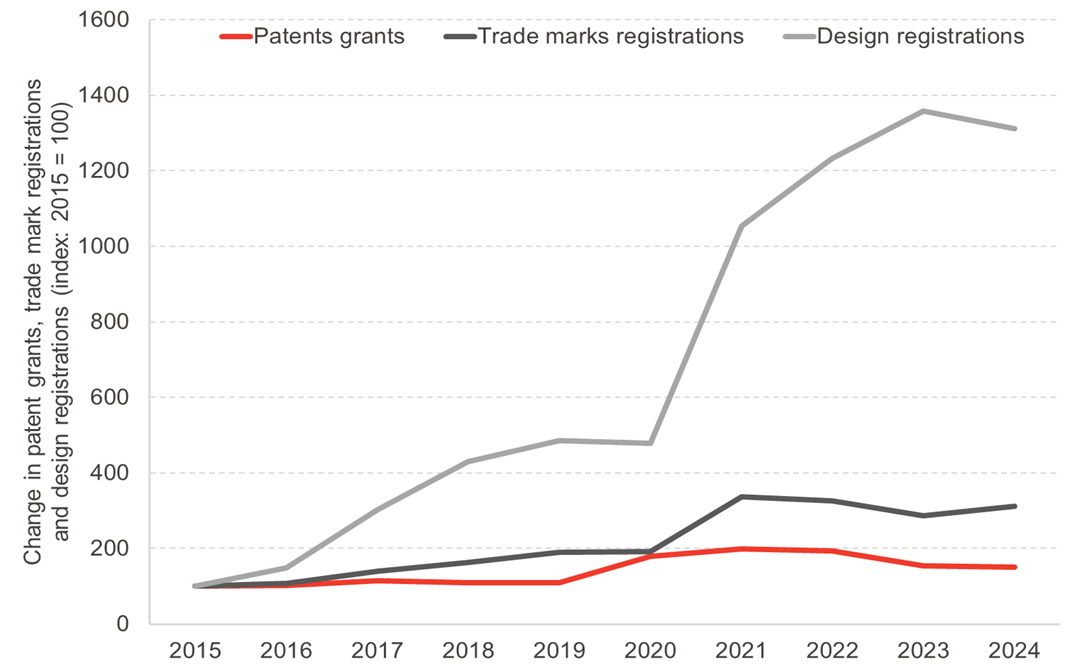 Patents grants
Trade marks registrations
Design registrations
Change in patent grants, trade mark registrations
and design registrations (index: 2015 = 100)
1600
1400
1200
1000
800
600
400
200
0
2015 2016 2017 2018 2019 2020 2021 2022 2023 2024